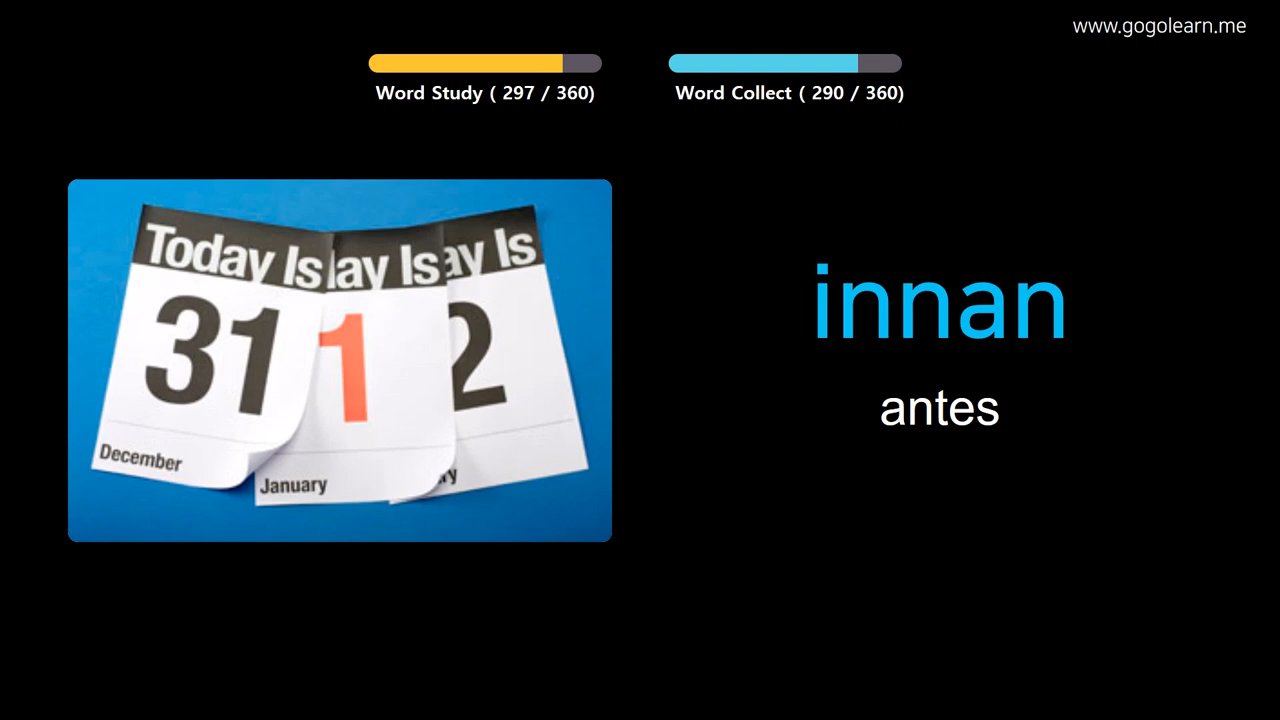 www.gogolearn.me
Word Study ( 297 / 360)
Word Collect ( 290 / 360)
Today Is
ay Is
ay Is
31
1
2
December
January
ry
innan
antes